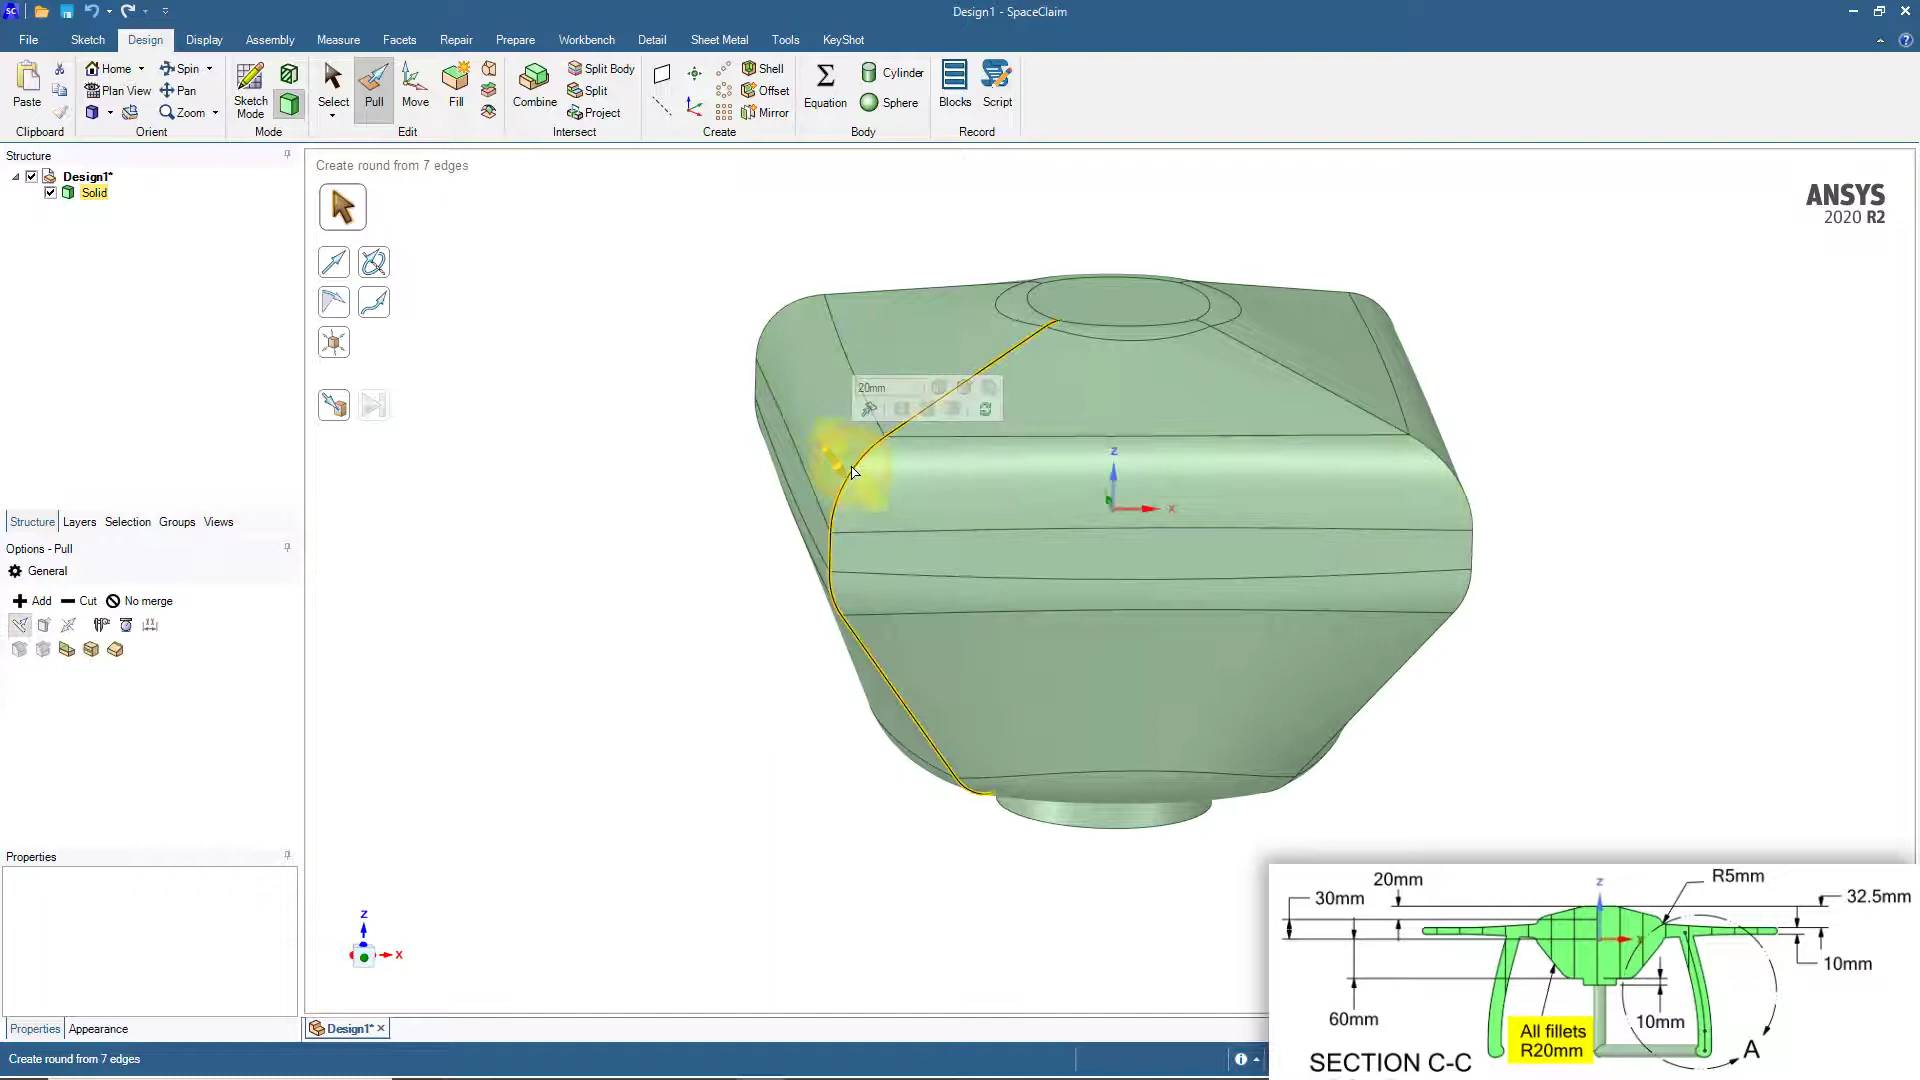 Design1 - SpaceClaim
File Sketch Design Display Assembly Measure Facets Repair Prepare Workbench Detail Sheet Metal Tools KeyShot
Paste
Clipboard
Home Spin
Plan View Pan
Zoom
Orient
Sketch Mode
Mode
Select Pull Move Fill
Edit
Combine
Split Body
Split
Project
Intersect
Shell
Offset
Mirror
Create
Equation
Cylinder
Sphere
Body
Blocks Script
Record
Structure
Design1*
Solid
Create round from 7 edges
ANSYS
2020 R2
20mm
z
x
Structure Layers Selection Groups Views
Options - Pull
General
Add Cut No merge
Properties
Properties Appearance
z
x
Design1*
Create round from 7 edges
20mm
30mm
R5mm
32.5mm
z
x
10mm
60mm
10mm
All fillets
R20mm
A
SECTION C-C